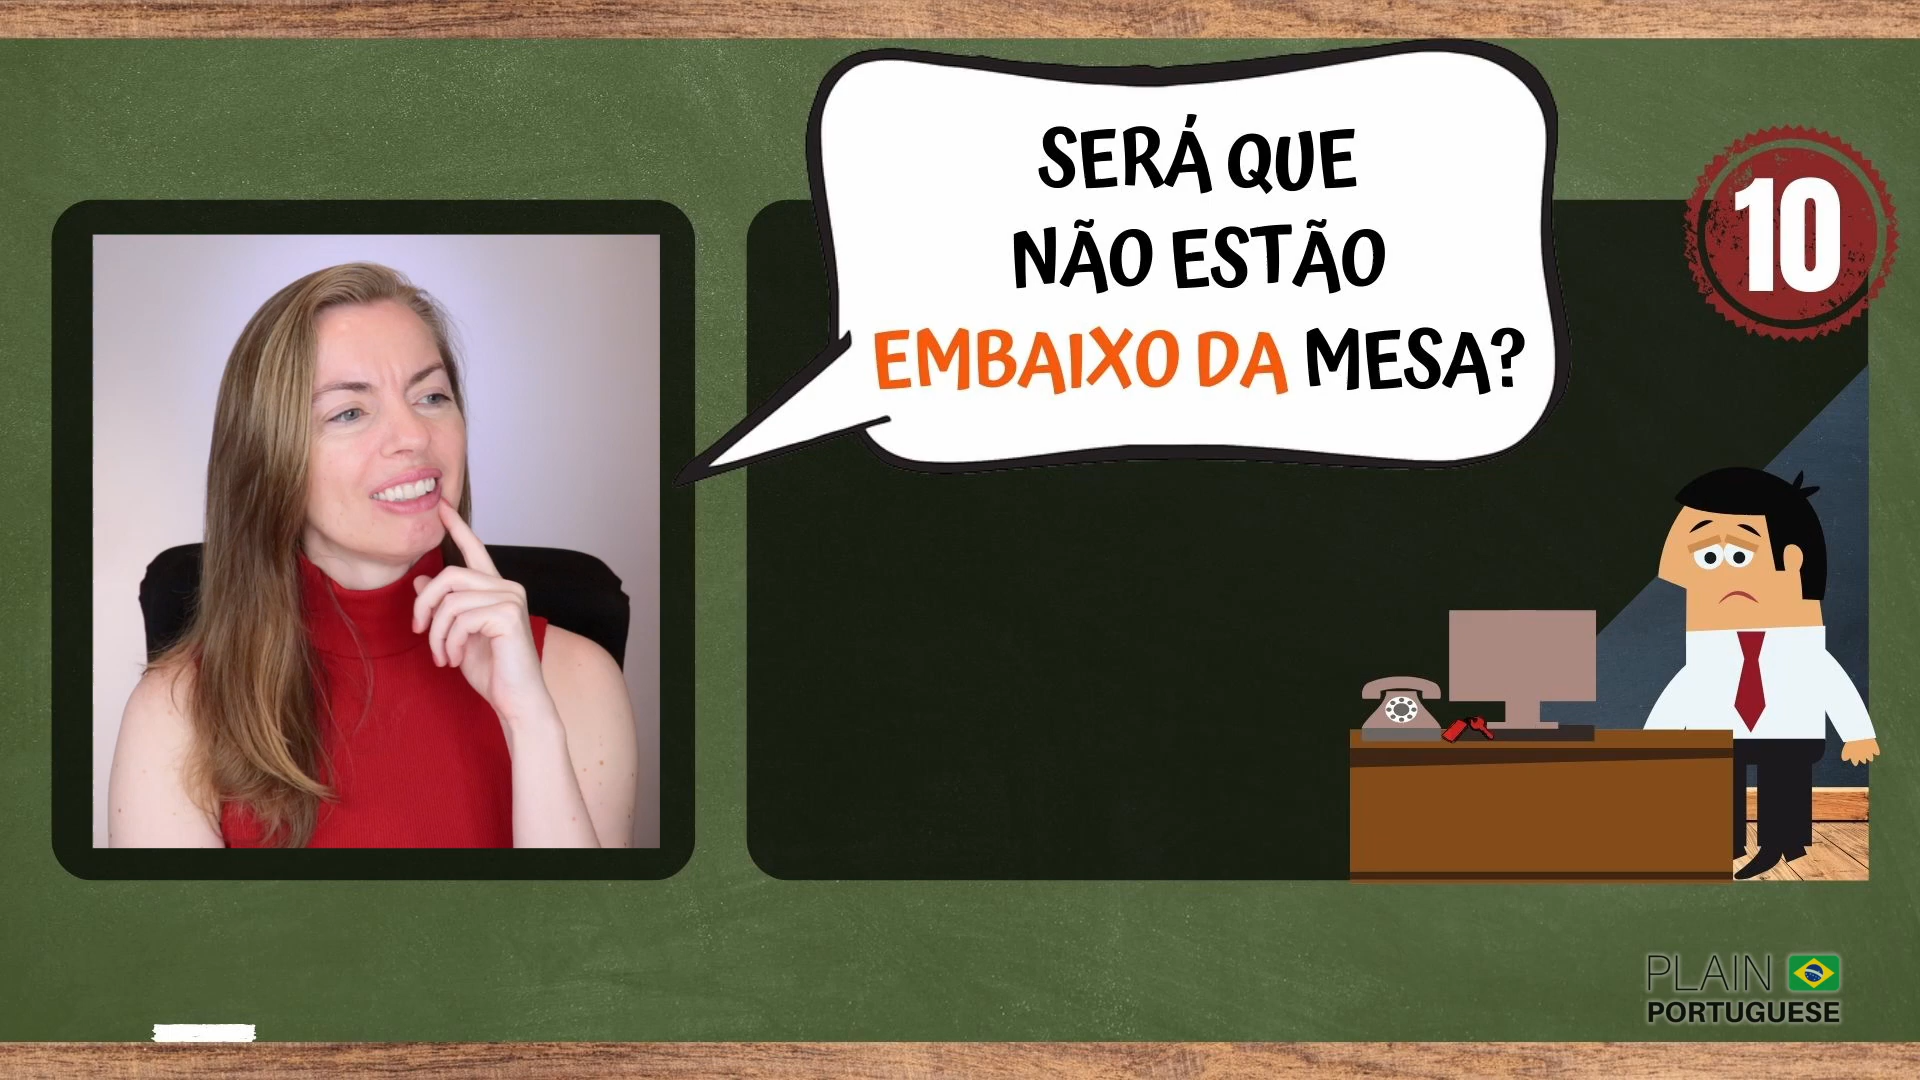 SERÁ QUE
NÃO ESTÃO
EMBAIXO DA MESA?
10
PLAIN
PORTUGUESE